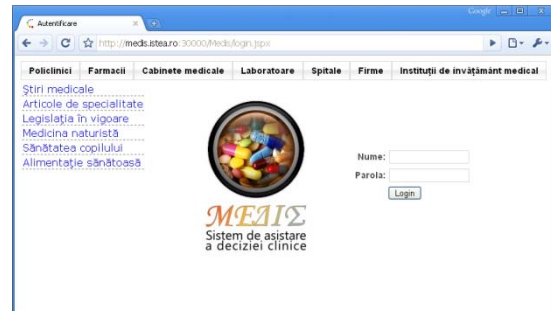 Google
Autentificare
http://medis.istea.ro:30000/Medis/login.jspx
Policlinici Farmacii Cabinete medicale Laboratoare Spitale Firme Instituții de învățământ medical
Știri medicale
Articole de specialitate
Legislația în vigoare
Medicina naturistă
Sănătatea copilului
Alimentație sănătoasă
Nume:
Parola:
Login
ΜΕΔΙΣ
Sistem de asistare
a deciziei clinice